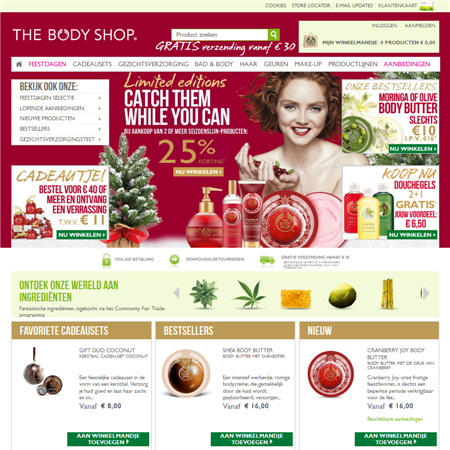 COOKIES STORE LOCATOR E-MAIL UPDATES KLANTENKAART
THE BODY SHOP®
Product zoeken
GRATIS verzending vanaf € 30
INLOGGEN AANMELDEN
MIJN WINKELMANDJE: 0 PRODUCTEN € 0,00
FEESTDAGEN CADEAUSETS GEZICHTSVERZORGING BAD & BODY HAAR GEUREN MAKE-UP PRODUCTLIJNEN AANBIEDINGEN
BEKIJK OOK ONZE:
FEESTDAGEN SELECTIE
LOPENDE AANBIEDINGEN
NIEUWE PRODUCTEN
BESTSELLERS
GEZICHTSVERZORGINGSTEST
Limited editions
CATCH THEM
WHILE YOU CAN
BIJ AANKOOP VAN 2 OF MEER SEIZOENSLIJN-PRODUCTEN:
25%
KORTING*
NU WINKELEN
ONZE BESTSELLERS
MORINGA OF OLIVE
BODY BUTTER
SLECHTS
€10
I.P.V. €16
NU WINKELEN
CADEAUTJE!
BESTEL VOOR € 40 OF
MEER EN ONTVANG
EEN VERRASSING
T.W.V. € 11
NU WINKELEN
KOOP NU
DOUCHEGELS
2+1
GRATIS*
JOUW VOORDEEL:
€ 6,50
NU WINKELEN
VEILIGE BETALING
EENVOUDIG RETOURNEREN
GRATIS VERZENDING VANAF € 30
ONTDEK ONZE WERELD AAN
INGREDIËNTEN
Fantastische ingrediënten, ingekocht via het Community Fair Trade-
programma
FAVORIETE CADEAUSETS
BESTSELLERS
NIEUW
GIFT DUO COCONUT
KERSTBAL CADEAUSET COCONUT
Een feestelijke cadeauset in de
vorm van een kerstbal. Verzorg
je huid goed en laat haar zacht
en so...
Vanaf € 8,00
AAN WINKELMANDJE
TOEVOEGEN
SHEA BODY BUTTER
BODY BUTTER MET SHEABOTER
Een intensief werkende, romige
bodycrème, die gemakkelijk
door de huid wordt,
geabsorbeerd, verzorgen...
Vanaf € 16,00
AAN WINKELMANDJE
TOEVOEGEN
CRANBERRY JOY BODY
BUTTER
BODY BUTTER MET DE GEUR VAN
CRANBERRY
Cranberry Joy, onze fruitige
feestfavoriet, is slechts een
beperkte periode verkrijgbaar
voor de feestd...
Vanaf € 16,00
Beschikbare aanbiedingen
AAN WINKELMANDJE
TOEVOEGEN